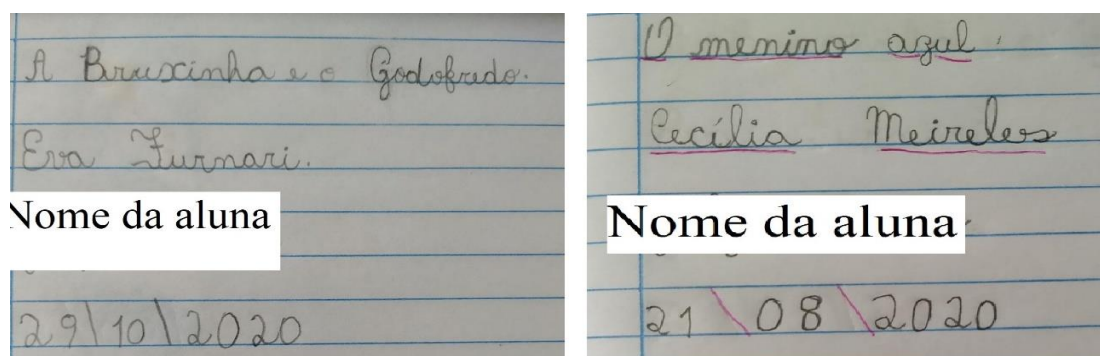 A Bruxinha e o Godofredo.
Eva Furnari.
Nome da aluna
29\10\2020
O menino azul.
Cecília Meireles
Nome da aluna
21\08\2020